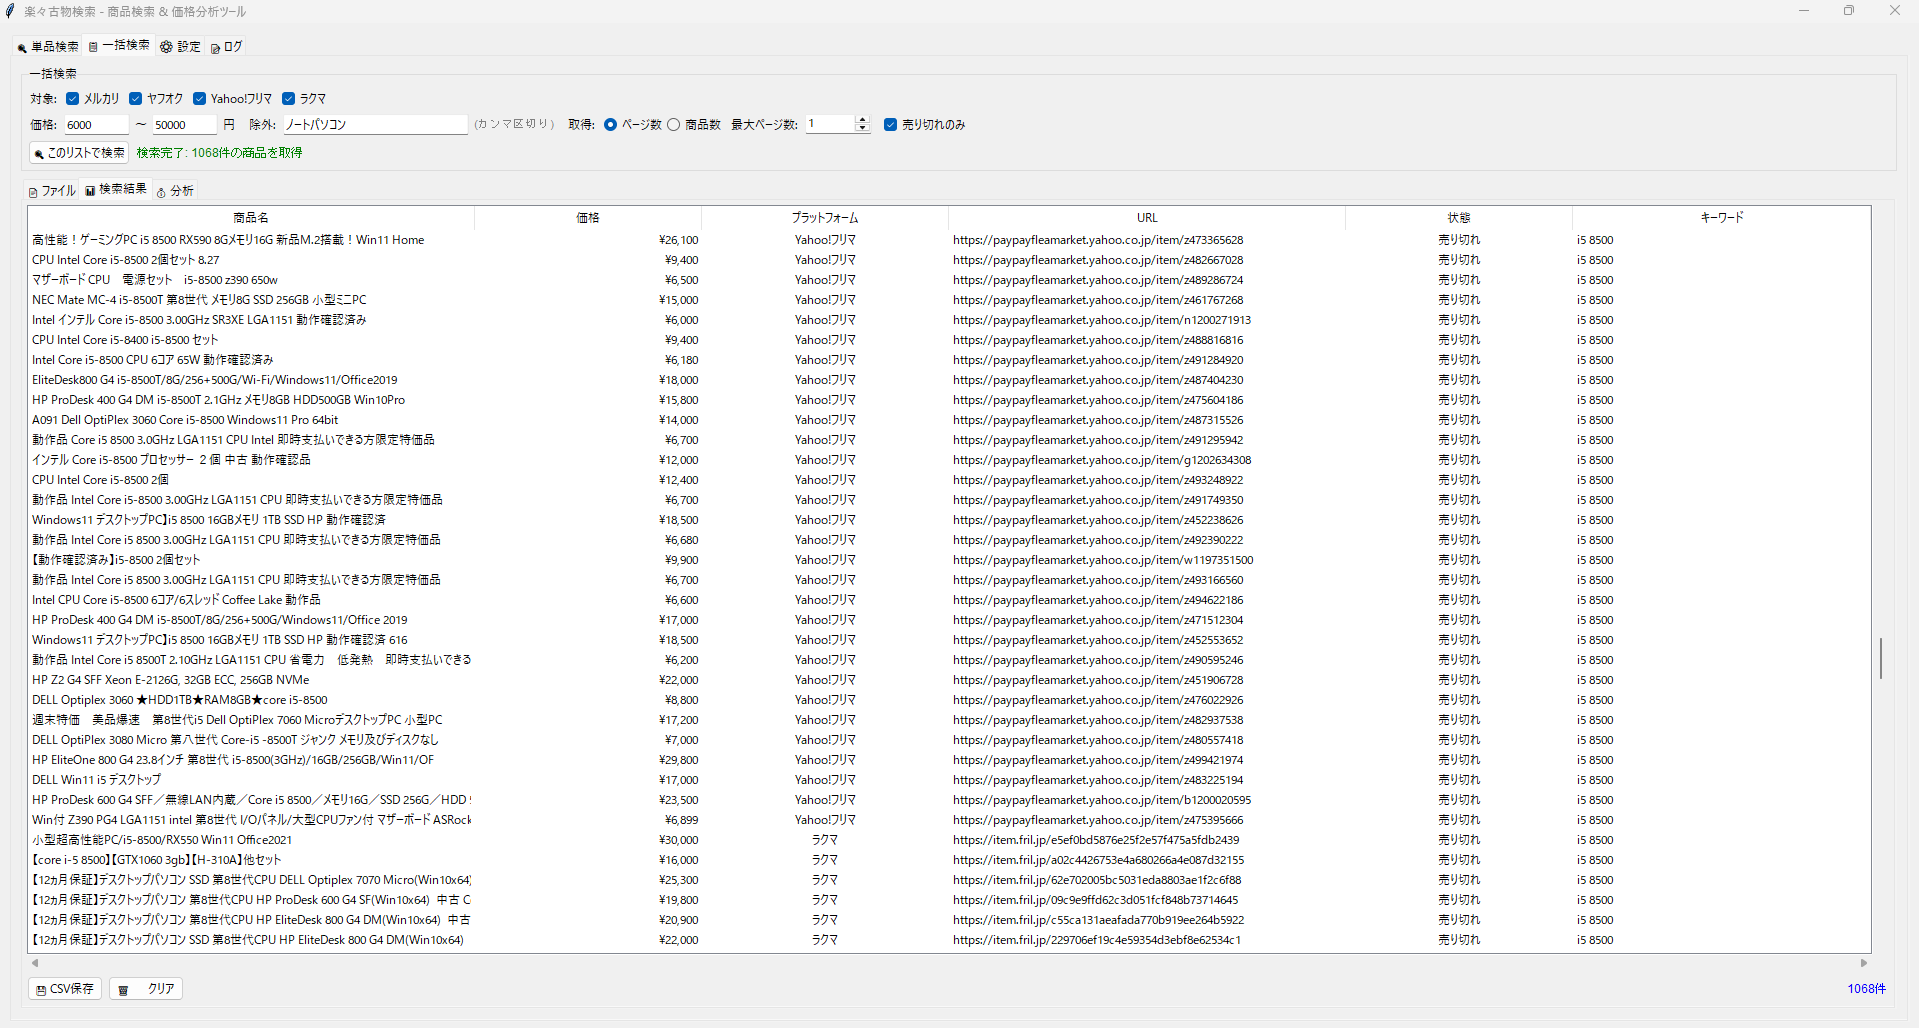 楽々古物検索 - 商品検索 & 価格分析ツール
単品検索 一括検索 設定 ログ
一括検索
対象: メルカリ ヤフオク Yahoo!フリマ ラクマ
価格: 6000 ～ 50000 円 除外: ノートパソコン (カンマ区切り) 取得: ページ数 商品数 最大ページ数: 1 売り切れのみ
このリストで検索 検索完了: 1068件の商品を取得
ファイル 検索結果 分析
商品名 価格 プラットフォーム URL 状態 キーワード
高性能！ゲーミングPC i5 8500 RX590 8Gメモリ16G 新品M.2搭載！Win11 Home ¥26,100 Yahoo!フリマ https://paypayfleamarket.yahoo.co.jp/item/z473365628 売り切れ i5 8500
CPU Intel Core i5-8500 2個セット 8.27 ¥9,400 Yahoo!フリマ https://paypayfleamarket.yahoo.co.jp/item/z482667028 売り切れ i5 8500
マザーボード CPU　電源セット　i5-8500 z390 650w ¥6,500 Yahoo!フリマ https://paypayfleamarket.yahoo.co.jp/item/z489286724 売り切れ i5 8500
NEC Mate MC-4 i5-8500T 第8世代 メモリ8G SSD 256GB 小型ミニPC ¥15,000 Yahoo!フリマ https://paypayfleamarket.yahoo.co.jp/item/z461767268 売り切れ i5 8500
Intel インテル Core i5-8500 3.00GHz SR3XE LGA1151 動作確認済み ¥6,000 Yahoo!フリマ https://paypayfleamarket.yahoo.co.jp/item/n1200271913 売り切れ i5 8500
CPU Intel Core i5-8400 i5-8500 セット ¥9,400 Yahoo!フリマ https://paypayfleamarket.yahoo.co.jp/item/z488816816 売り切れ i5 8500
Intel Core i5-8500 CPU 6コア 65W 動作確認済み ¥6,180 Yahoo!フリマ https://paypayfleamarket.yahoo.co.jp/item/z491284920 売り切れ i5 8500
EliteDesk800 G4 i5-8500T/8G/256+500G/Wi-Fi/Windows11/Office2019 ¥18,000 Yahoo!フリマ https://paypayfleamarket.yahoo.co.jp/item/z487404230 売り切れ i5 8500
HP ProDesk 400 G4 DM i5-8500T 2.1GHz メモリ8GB HDD500GB Win10Pro ¥15,800 Yahoo!フリマ https://paypayfleamarket.yahoo.co.jp/item/z475604186 売り切れ i5 8500
A091 Dell OptiPlex 3060 Core i5-8500 Windows11 Pro 64bit ¥14,000 Yahoo!フリマ https://paypayfleamarket.yahoo.co.jp/item/z487315526 売り切れ i5 8500
動作品 Core i5 8500 3.0GHz LGA1151 CPU Intel 即時支払いできる方限定特価品 ¥6,700 Yahoo!フリマ https://paypayfleamarket.yahoo.co.jp/item/z491295942 売り切れ i5 8500
インテル Core i5-8500 プロセッサー ２個 中古 動作確認品 ¥12,000 Yahoo!フリマ https://paypayfleamarket.yahoo.co.jp/item/g1202634308 売り切れ i5 8500
CPU Intel Core i5-8500 2個 ¥12,400 Yahoo!フリマ https://paypayfleamarket.yahoo.co.jp/item/z493248922 売り切れ i5 8500
動作品 Intel Core i5-8500 3.00GHz LGA1151 CPU 即時支払いできる方限定特価品 ¥6,700 Yahoo!フリマ https://paypayfleamarket.yahoo.co.jp/item/z491749350 売り切れ i5 8500
Windows11 デスクトップPC】i5 8500 16GBメモリ 1TB SSD HP 動作確認済 ¥18,500 Yahoo!フリマ https://paypayfleamarket.yahoo.co.jp/item/z452238626 売り切れ i5 8500
動作品 Intel Core i5 8500 3.00GHz LGA1151 CPU 即時支払いできる方限定特価品 ¥6,680 Yahoo!フリマ https://paypayfleamarket.yahoo.co.jp/item/z492390222 売り切れ i5 8500
【動作確認済み】i5-8500 2個セット ¥9,900 Yahoo!フリマ https://paypayfleamarket.yahoo.co.jp/item/w1197351500 売り切れ i5 8500
動作品 Intel Core i5 8500 3.00GHz LGA1151 CPU 即時支払いできる方限定特価品 ¥6,700 Yahoo!フリマ https://paypayfleamarket.yahoo.co.jp/item/z493166560 売り切れ i5 8500
Intel CPU Core i5-8500 6コア/6スレッド Coffee Lake 動作品 ¥6,600 Yahoo!フリマ https://paypayfleamarket.yahoo.co.jp/item/z494622186 売り切れ i5 8500
HP ProDesk 400 G4 DM i5-8500T/8G/256+500G/Windows11/Office 2019 ¥17,000 Yahoo!フリマ https://paypayfleamarket.yahoo.co.jp/item/z471512304 売り切れ i5 8500
Windows11 デスクトップPC】i5 8500 16GBメモリ 1TB SSD HP 動作確認済 616 ¥18,500 Yahoo!フリマ https://paypayfleamarket.yahoo.co.jp/item/z452553652 売り切れ i5 8500
動作品 Intel Core i5 8500T 2.10GHz LGA1151 CPU 省電力　低発熱　即時支払いできる ¥6,200 Yahoo!フリマ https://paypayfleamarket.yahoo.co.jp/item/z490595246 売り切れ i5 8500
HP Z2 G4 SFF Xeon E-2126G, 32GB ECC, 256GB NVMe ¥22,000 Yahoo!フリマ https://paypayfleamarket.yahoo.co.jp/item/z451906728 売り切れ i5 8500
DELL Optiplex 3060 ★HDD1TB★RAM8GB★core i5-8500 ¥8,800 Yahoo!フリマ https://paypayfleamarket.yahoo.co.jp/item/z476022926 売り切れ i5 8500
週末特価　美品爆速　第8世代i5 Dell OptiPlex 7060 MicroデスクトップPC 小型PC ¥17,200 Yahoo!フリマ https://paypayfleamarket.yahoo.co.jp/item/z482937538 売り切れ i5 8500
DELL OptiPlex 3080 Micro 第八世代 Core-i5 -8500T ジャンク メモリ及びディスクなし ¥7,000 Yahoo!フリマ https://paypayfleamarket.yahoo.co.jp/item/z480557418 売り切れ i5 8500
HP EliteOne 800 G4 23.8インチ 第8世代 i5-8500(3GHz)/16GB/256GB/Win11/OF ¥29,800 Yahoo!フリマ https://paypayfleamarket.yahoo.co.jp/item/z499421974 売り切れ i5 8500
DELL Win11 i5 デスクトップ ¥17,000 Yahoo!フリマ https://paypayfleamarket.yahoo.co.jp/item/z483225194 売り切れ i5 8500
HP ProDesk 600 G4 SFF／無線LAN内蔵／Core i5 8500／メモリ16G／SSD 256G／HDD ¥23,500 Yahoo!フリマ https://paypayfleamarket.yahoo.co.jp/item/b1200020595 売り切れ i5 8500
Win付 Z390 PG4 LGA1151 intel 第8世代 I/Oパネル/大型CPUファン付 マザーボード ASRock ¥6,899 Yahoo!フリマ https://paypayfleamarket.yahoo.co.jp/item/z475395666 売り切れ i5 8500
小型超高性能PC/i5-8500/RX550 Win11 Office2021 ¥30,000 ラクマ https://item.fril.jp/e5ef0bd5876e25f2e57f475a5fdb2439 売り切れ i5 8500
【core i-5 8500】【GTX1060 3gb】【H-310A】他セット ¥16,000 ラクマ https://item.fril.jp/a02c4426753e4a680266a4e087d32155 売り切れ i5 8500
【12ヵ月保証】デスクトップパソコン SSD 第8世代CPU DELL Optiplex 7070 Micro(Win10x64) ¥25,300 ラクマ https://item.fril.jp/62e702005bc5031eda8803ae1f2c6f88 売り切れ i5 8500
【12ヵ月保証】デスクトップパソコン 第8世代CPU HP ProDesk 600 G4 SF(Win10x64) 中古 C ¥19,800 ラクマ https://item.fril.jp/09c9e9ffd62c3d051fcf848b73714645 売り切れ i5 8500
【12ヵ月保証】デスクトップパソコン 第8世代CPU HP EliteDesk 800 G4 DM(Win10x64) 中古 ¥20,900 ラクマ https://item.fril.jp/c55ca131aeafada770b919ee264b5922 売り切れ i5 8500
【12ヵ月保証】デスクトップパソコン SSD 第8世代CPU HP EliteDesk 800 G4 DM(Win10x64) ¥22,000 ラクマ https://item.fril.jp/229706ef19c4e59354d3ebf8e62534c1 売り切れ i5 8500
CSV保存 クリア 1068件